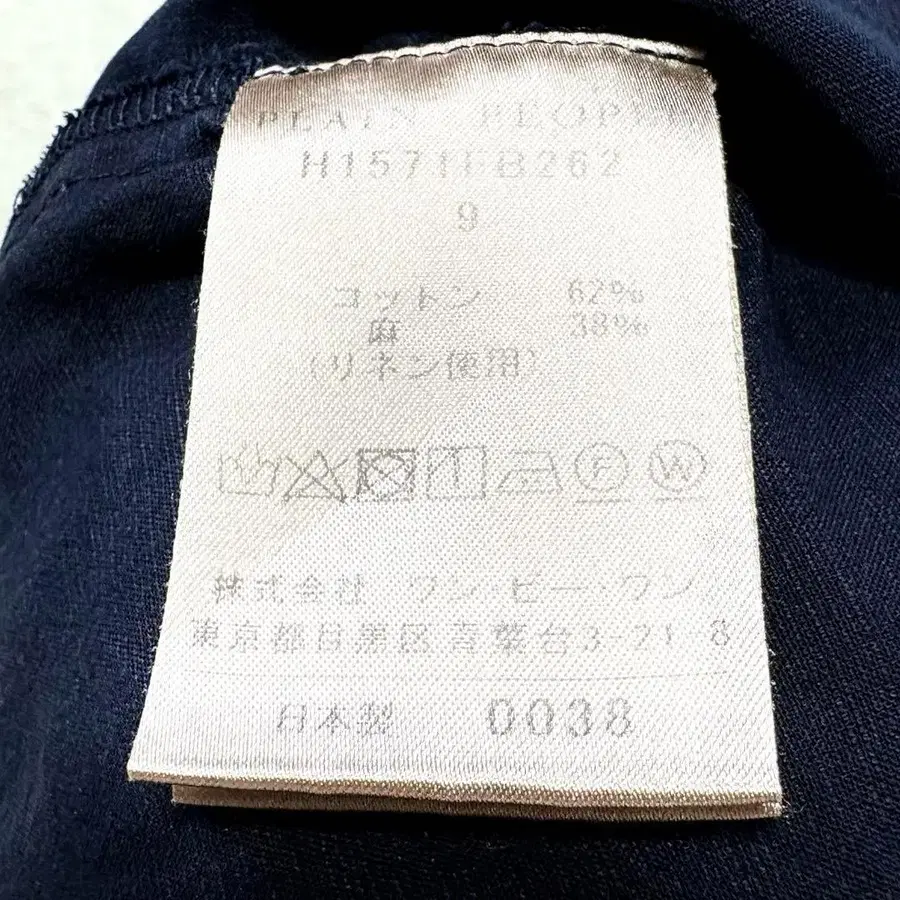 PLAIN PEOPLE
H1571FB262
9
コットン 62%
麻 38%
(リネン使用)
F W
株式会社 ワン・ビー・ワン
東京都目黒区青葉台3-21-8
日本製 0038